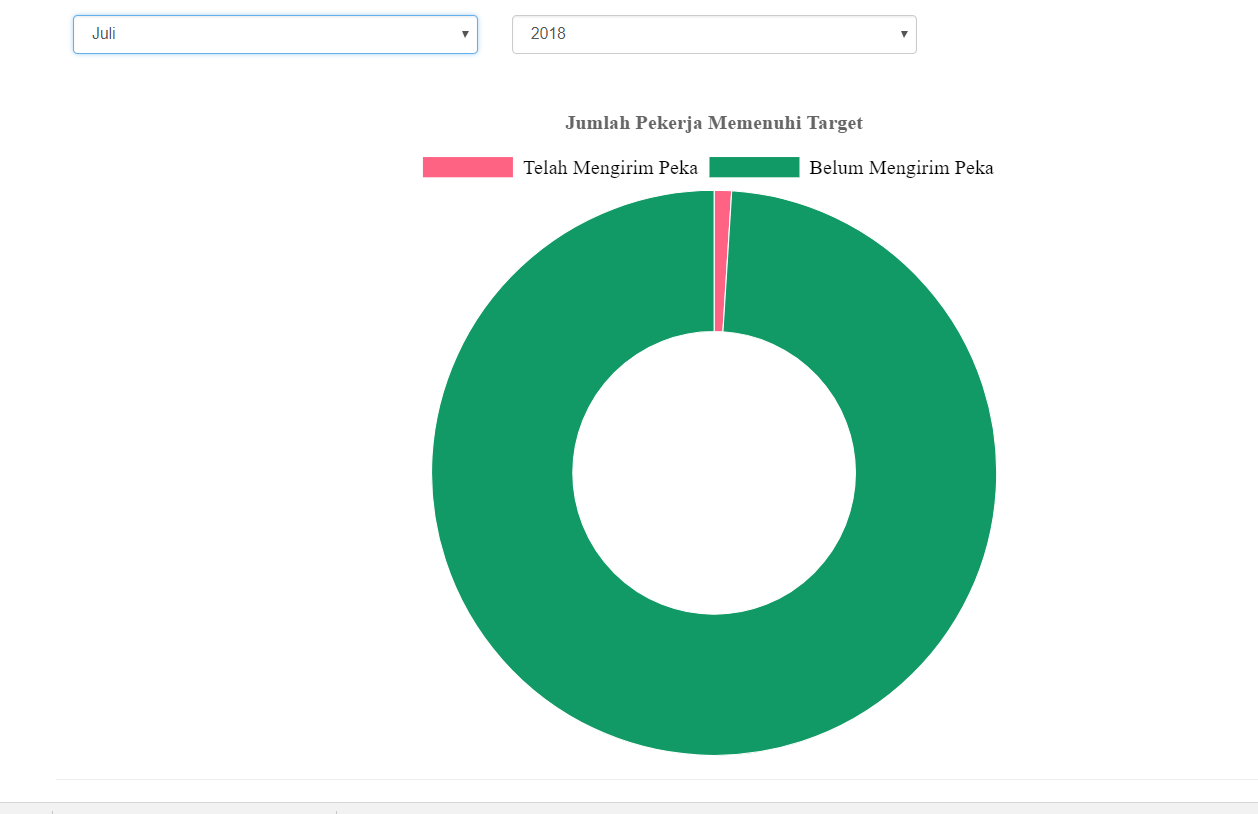 Juli 2018
Jumlah Pekerja Memenuhi Target
Telah Mengirim Peka Belum Mengirim Peka